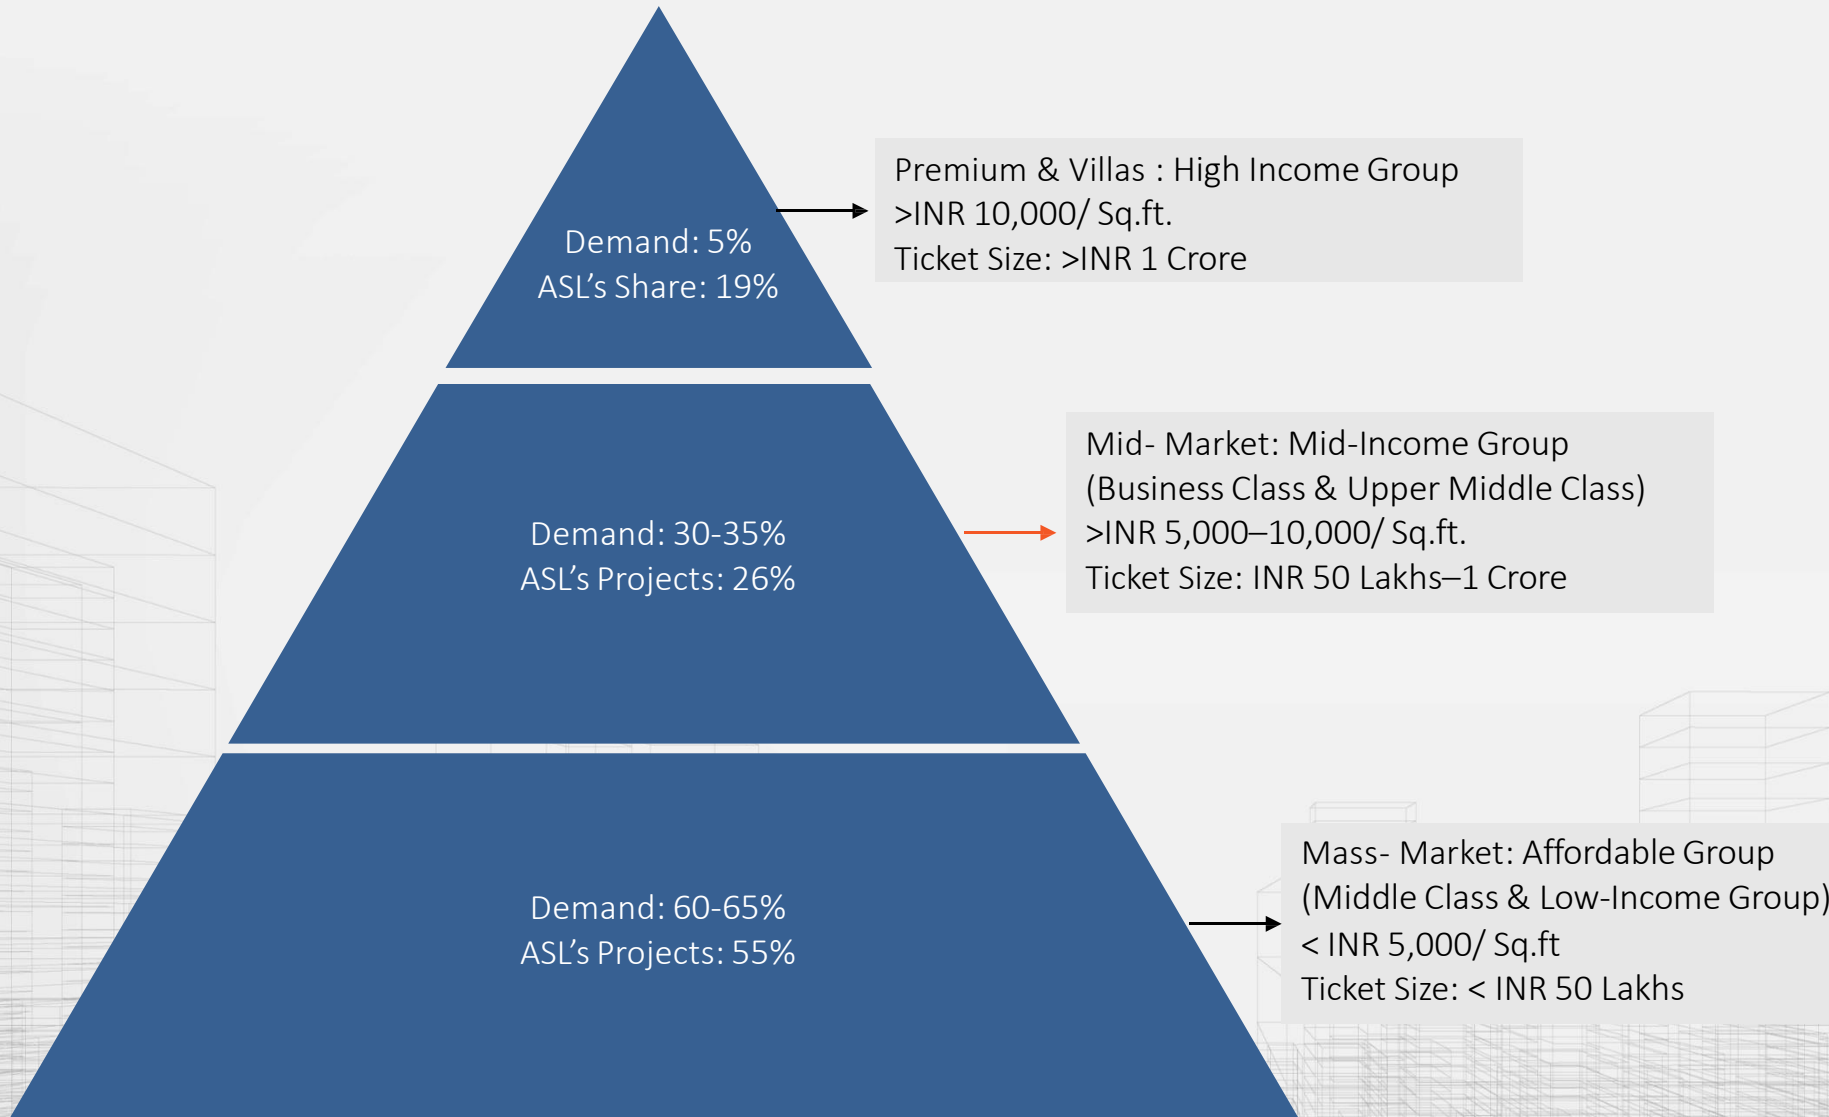 Demand: 5%
ASL’s Share: 19%
Premium & Villas : High Income Group
>INR 10,000/ Sq.ft.
Ticket Size: >INR 1 Crore
Demand: 30-35%
ASL’s Projects: 26%
Mid- Market: Mid-Income Group
(Business Class & Upper Middle Class)
>INR 5,000–10,000/ Sq.ft.
Ticket Size: INR 50 Lakhs–1 Crore
Demand: 60-65%
ASL’s Projects: 55%
Mass- Market: Affordable Group
(Middle Class & Low-Income Group)
< INR 5,000/ Sq.ft
Ticket Size: < INR 50 Lakhs